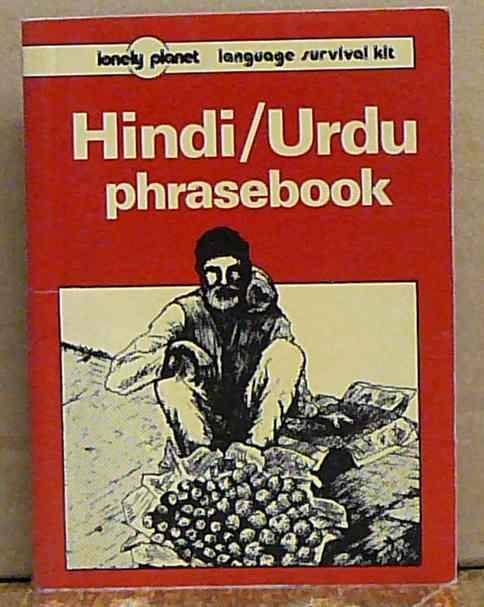 lonely planet language survival kit
Hindi/Urdu
phrasebook